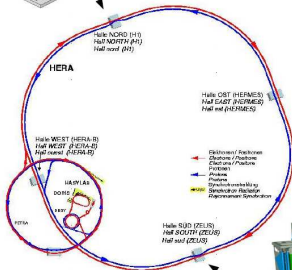 Halle NORD (H1)
Hall NORTH (H1)
Hall nord (H1)
HERA
Halle OST (HERMES)
Hall EAST (HERMES)
Hall est (HERMES)
Halle WEST (HERA-B)
Hall WEST (HERA-B)
Hall ouest (HERA-B)
Elektronen / Positronen
Electrons / Positrons
Electrons / Positons
Protonen
Protons
Protons
Synchrotronstrahlung
Synchrotron Radiation
Rayonnement Synchrotron
HASYLAB
DORIS
DESY
PETRA
Halle SÜD (ZEUS)
Hall SOUTH (ZEUS)
Hall sud (ZEUS)